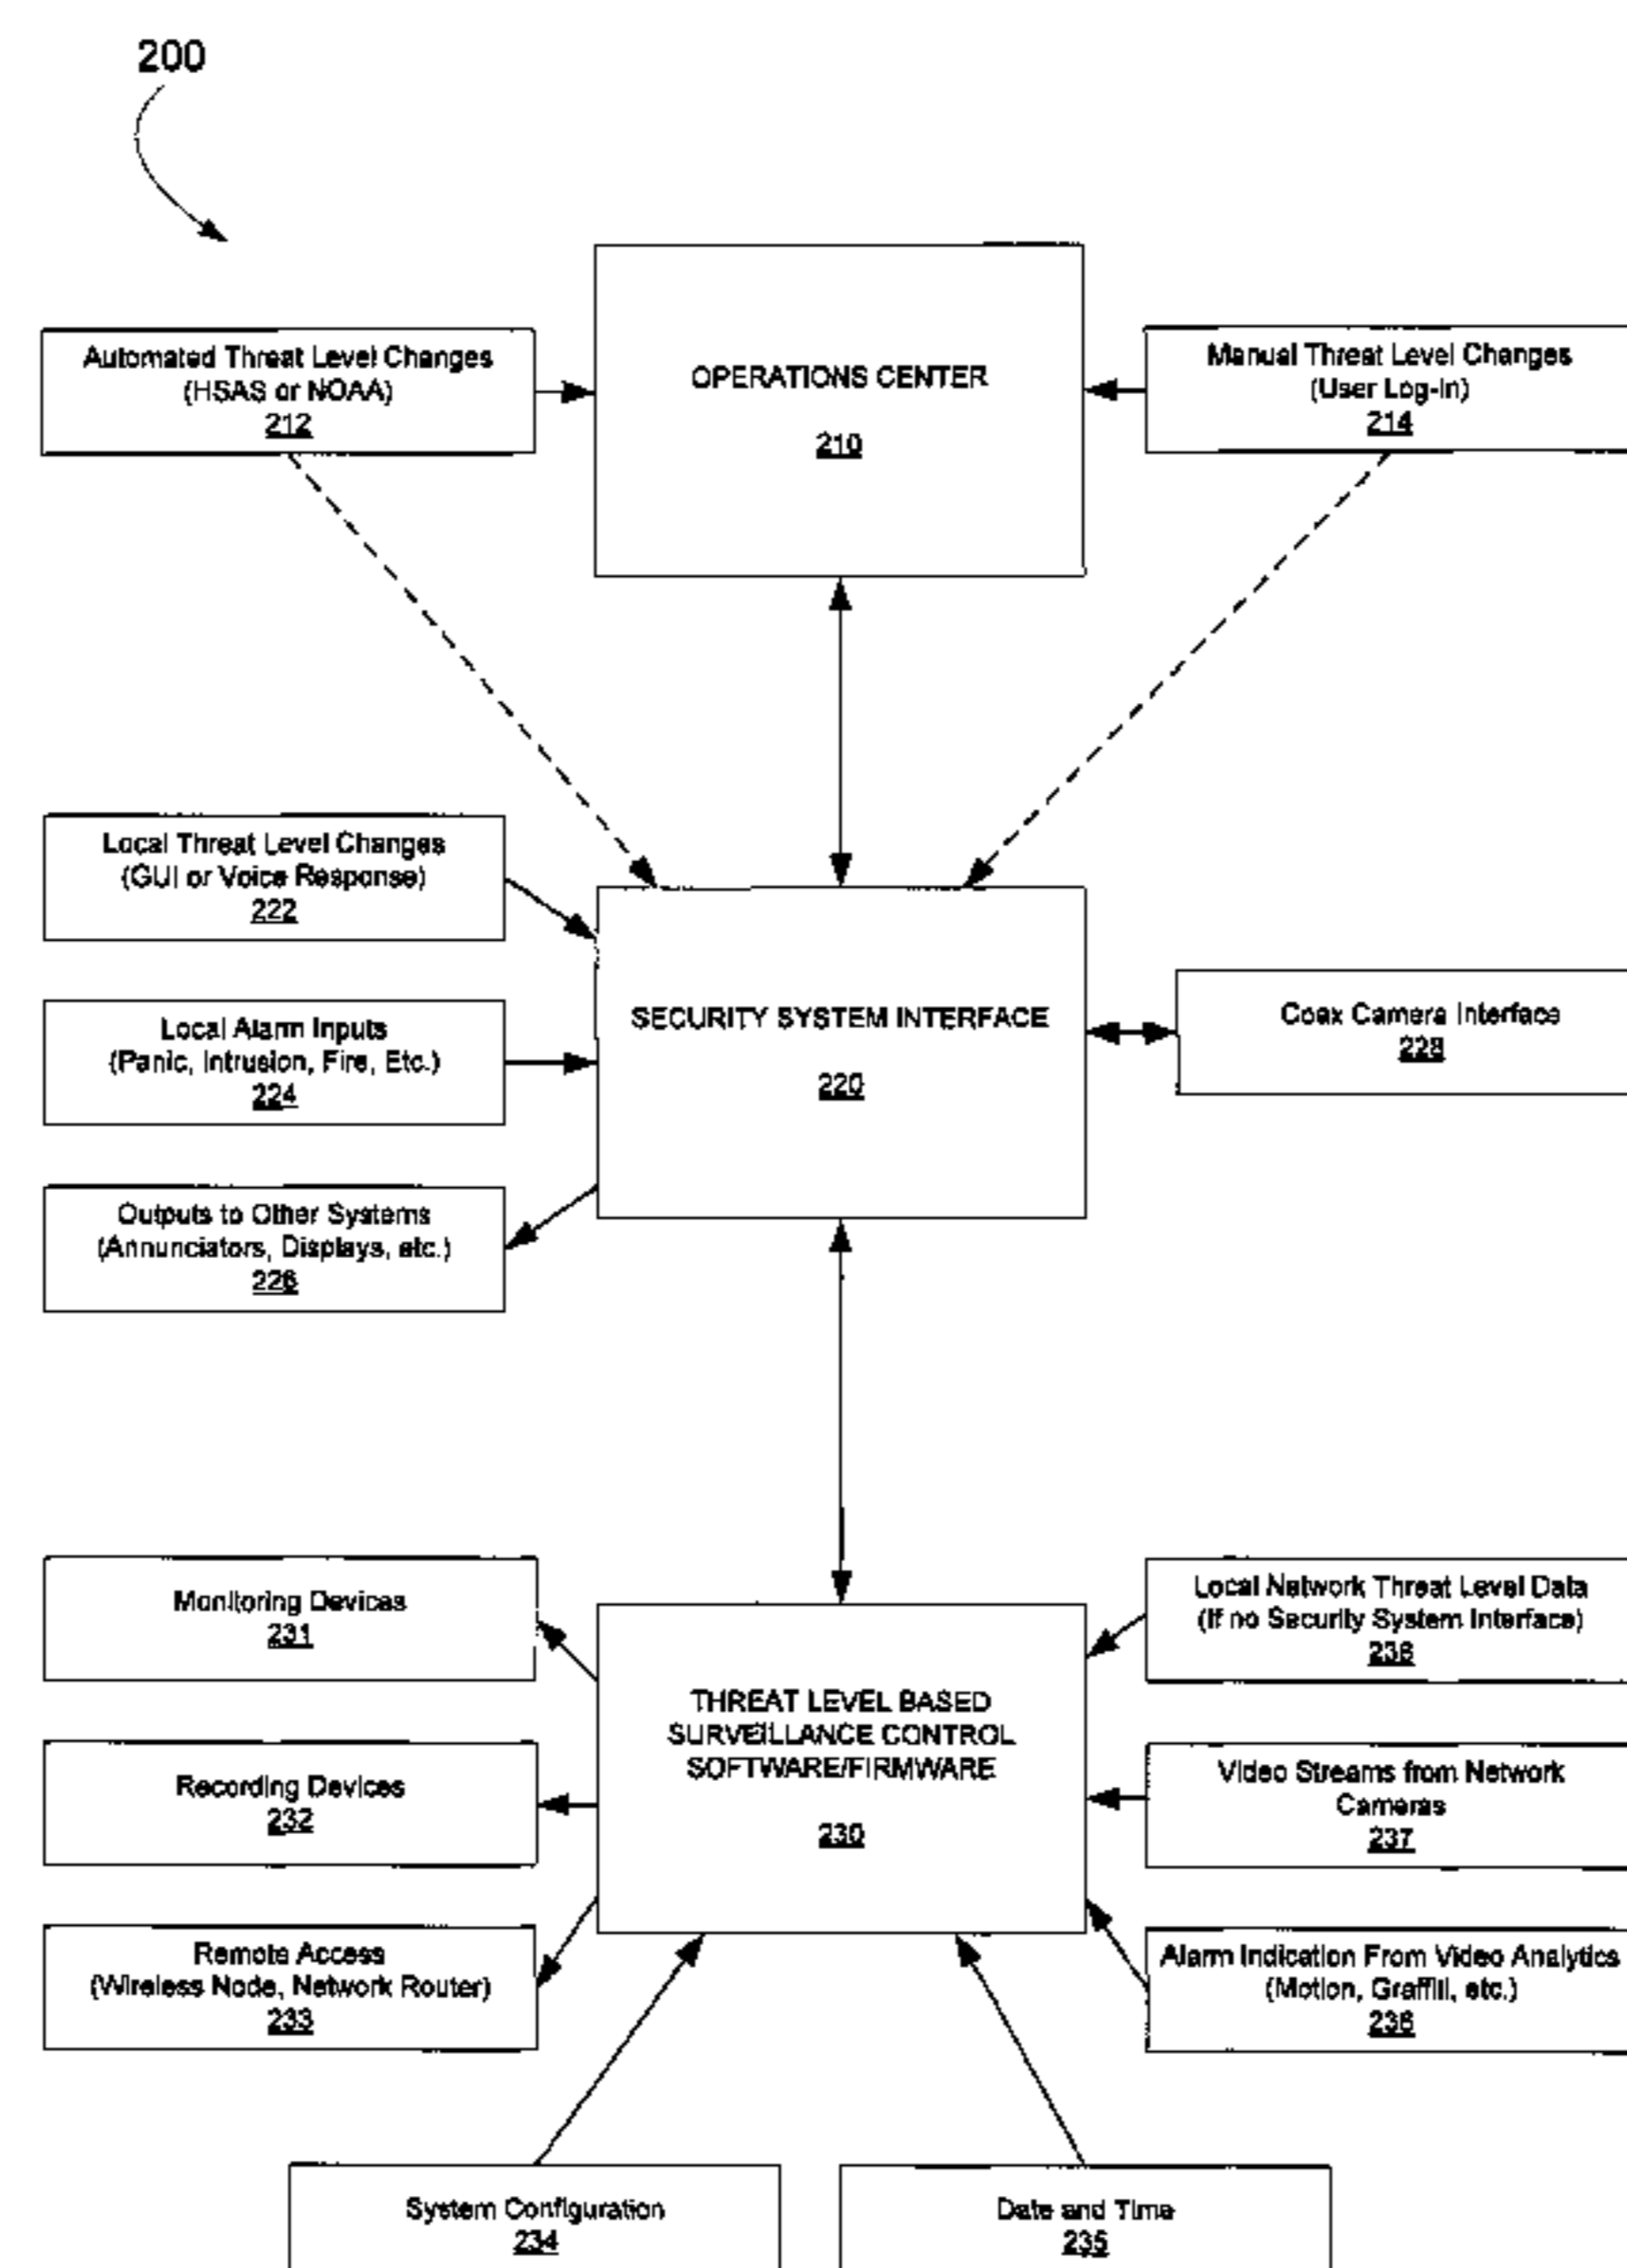 200
Automated Threat Level Changes
(HSAS or NOAA)
212
OPERATIONS CENTER
210
Manual Threat Level Changes
(User Log-In)
214
Local Threat Level Changes
(GUI or Voice Response)
222
Local Alarm Inputs
(Panic, Intrusion, Fire, Etc.)
224
Outputs to Other Systems
(Annunciators, Displays, etc.)
226
SECURITY SYSTEM INTERFACE
220
Coax Camera Interface
228
Monitoring Devices
231
Recording Devices
232
Remote Access
(Wireless Node, Network Router)
233
THREAT LEVEL BASED
SURVEILLANCE CONTROL
SOFTWARE/FIRMWARE
230
Local Network Threat Level Data
(If no Security System Interface)
236
Video Streams from Network
Cameras
237
Alarm Indication From Video Analytics
(Motion, Graffiti, etc.)
System Configuration
234
Date and Time
235